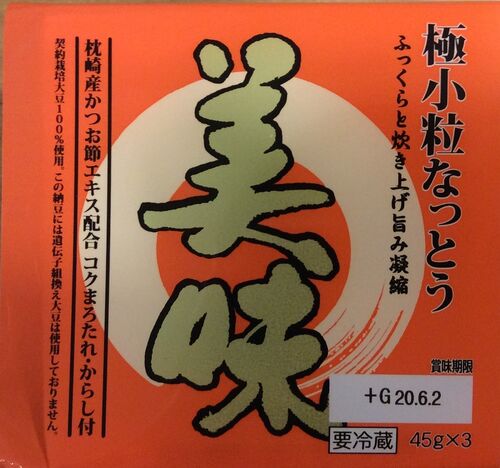 極小粒なっとう
ふっくらと炊き上げ旨み凝縮
美味
枕崎産かつお節エキス配合 コクまろたれ・からし付
契約栽培大豆100%使用。この納豆には遺伝子組換え大豆は使用しておりません。
賞味期限
+G 20.6.2
要冷蔵 45g×3